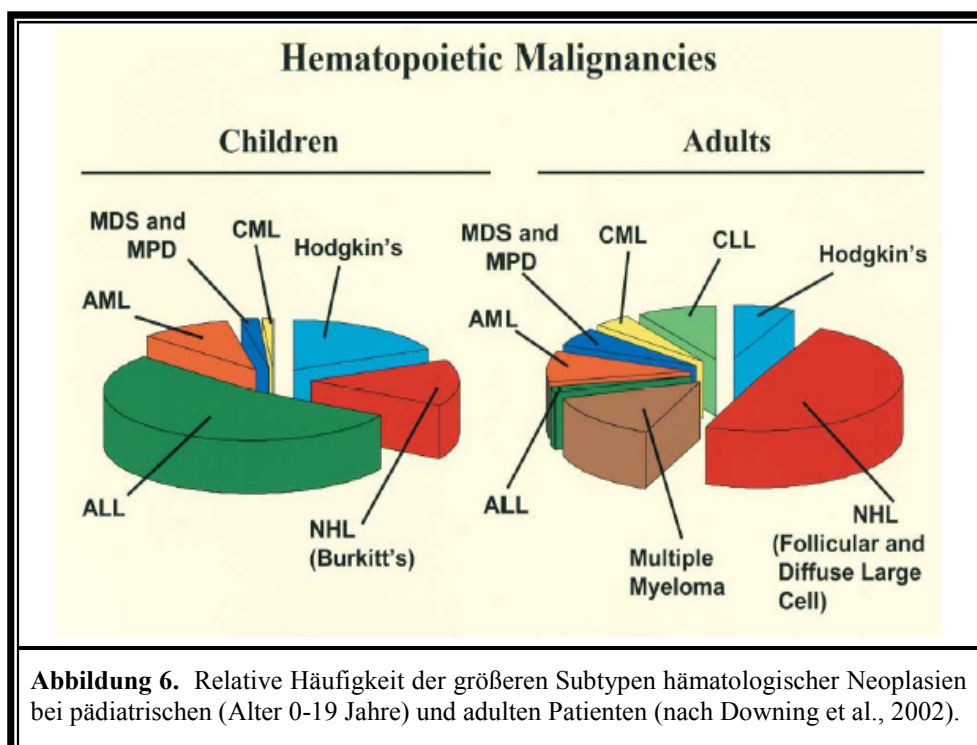 Hematopoietic Malignancies
Children
Adults
MDS and
MPD
CML
Hodgkin's
AML
ALL
NHL
(Burkitt's)
MDS and
MPD
CML
CLL
Hodgkin's
AML
ALL
Multiple
Myeloma
NHL
(Follicular and
Diffuse Large
Cell)
Abbildung 6. Relative Häufigkeit der größeren Subtypen hämatologischer Neoplasien
bei pädiatrischen (Alter 0-19 Jahre) und adulten Patienten (nach Downing et al., 2002).